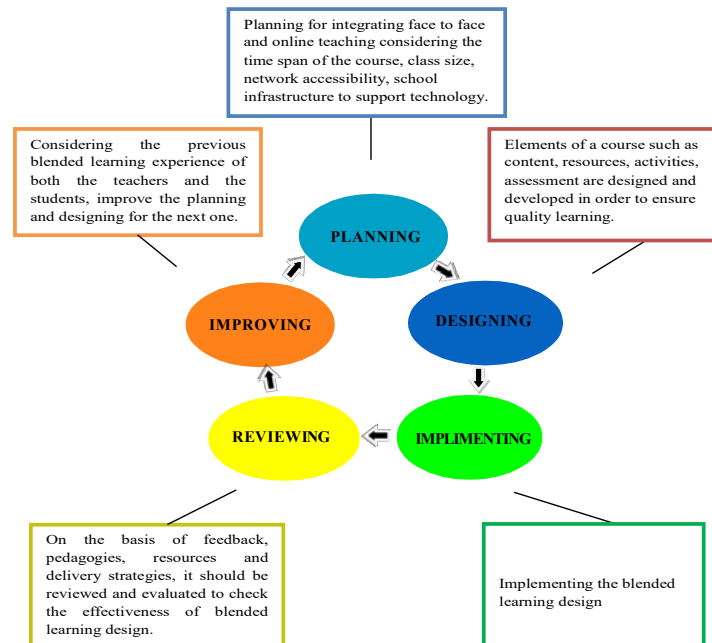 Planning for integrating face to face
and online teaching considering the
time span of the course, class size,
network accessibility, school
infrastructure to support technology.
Considering the previous
blended learning experience of
both the teachers and the
students, improve the planning
and designing for the next one.
Elements of a course such as
content, resources, activities,
assessment are designed and
developed in order to ensure
quality learning.
PLANNING
IMPROVING
DESIGNING
REVIEWING
IMPLIMENTING
On the basis of feedback,
pedagogies, resources and
delivery strategies, it should be
reviewed and evaluated to check
the effectiveness of blended
learning design.
Implementing the blended
learning design